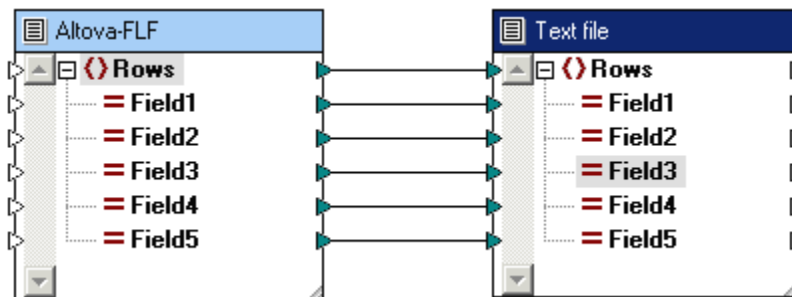 Altova-FLF
Rows
Field1
Field2
Field3
Field4
Field5
Text file
Rows
Field1
Field2
Field3
Field4
Field5